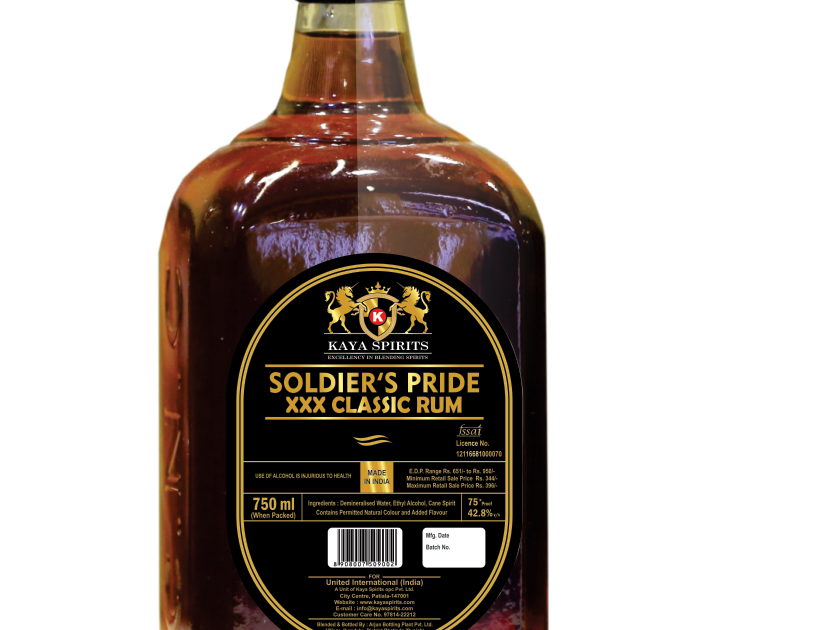 K
KAYA SPIRITS
EXCELLENCY IN BLENDING SPIRITS
SOLDIER'S PRIDE
XXX CLASSIC RUM
fssai
Licence No.
12116681000070
USE OF ALCOHOL IS INJURIOUS TO HEALTH
MADE
IN INDIA
E.D.P. Range Rs. 651/- to Rs. 950/-
Minimum Retail Sale Price Rs. 344/-
Maximum Retail Sale Price Rs. 396/-
750 ml
(When Packed)
Ingredients : Demineralised Water, Ethyl Alcohol, Cane Spirit
Contains Permitted Natural Colour and Added Flavour
75° Proof
42.8% v/v
8 908007 509002
Mfg. Date
Batch No.
FOR
United International (India)
A Unit of Kaya Spirits opc Pvt. Ltd.
City Centre, Patiala-147001
Website : www.kayaspirits.com
E-mail : info@kayaspirits.com
Customer Care No. 97814-22212
Blended & Bottled By : Arjun Bottling Plant Pvt. Ltd.